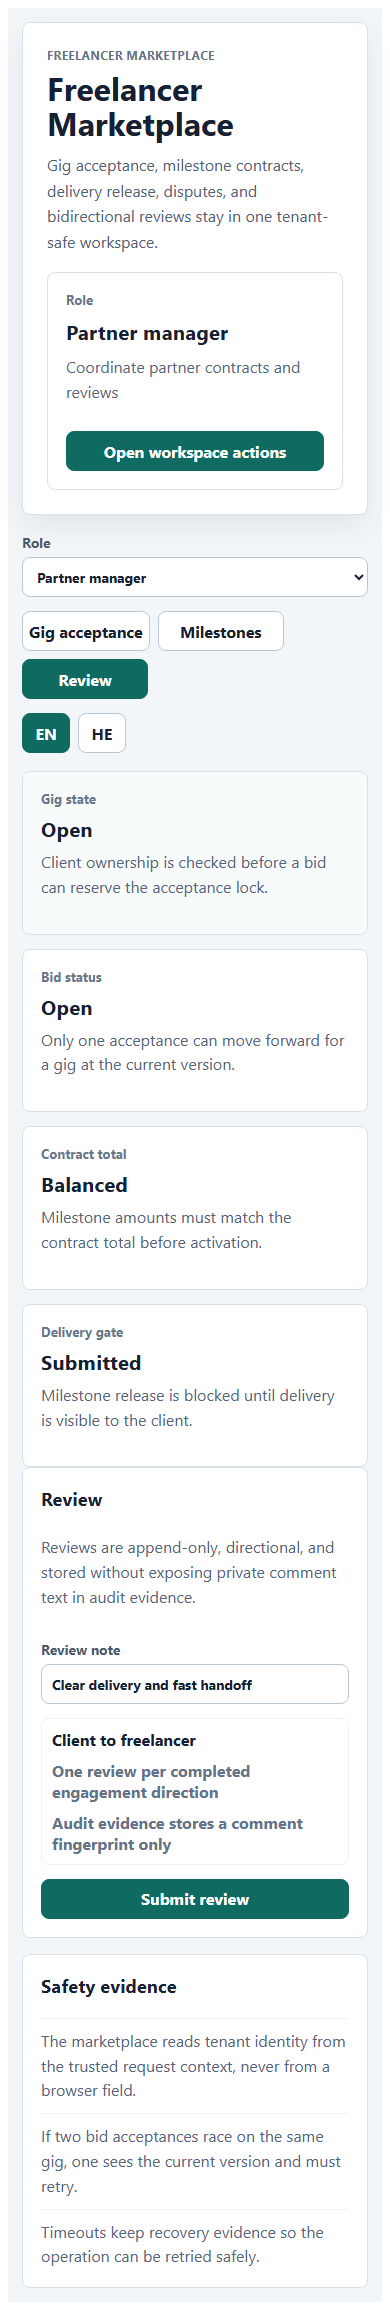 FREELANCER MARKETPLACE
Freelancer
Marketplace
Gig acceptance, milestone contracts,
delivery release, disputes, and
bidirectional reviews stay in one tenant-
safe workspace.
Role
Partner manager
Coordinate partner contracts and
reviews
Open workspace actions
Role
Partner manager
Gig acceptance
Milestones
Review
EN
HE
Gig state
Open
Client ownership is checked before a bid
can reserve the acceptance lock.
Bid status
Open
Only one acceptance can move forward for
a gig at the current version.
Contract total
Balanced
Milestone amounts must match the
contract total before activation.
Delivery gate
Submitted
Milestone release is blocked until delivery
is visible to the client.
Review
Reviews are append-only, directional, and
stored without exposing private comment
text in audit evidence.
Review note
Clear delivery and fast handoff
Client to freelancer
One review per completed
engagement direction
Audit evidence stores a comment
fingerprint only
Submit review
Safety evidence
The marketplace reads tenant identity from
the trusted request context, never from a
browser field.
If two bid acceptances race on the same
gig, one sees the current version and must
retry.
Timeouts keep recovery evidence so the
operation can be retried safely.